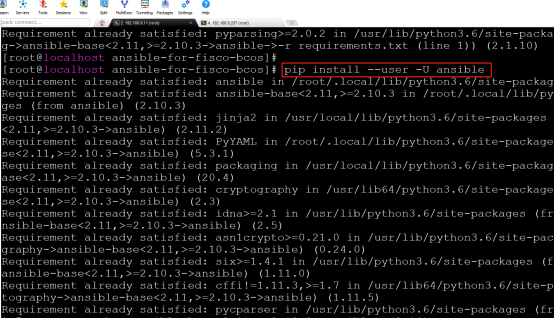 Servers Tools Sessions View Split MultiExec Tunneling Packages Settings Help
Quick connect...
2. 192.168.5.11 (root)
4. 192.168.9.207 (root)
Requirement already satisfied: pyparsing>=2.0.2 in /usr/lib/python3.6/site-packa
g->ansible-base<2.11,>=2.10.3->ansible->-r requirements.txt (line 1)) (2.1.10)
[root@localhost ansible-for-fisco-bcos]#
[root@localhost ansible-for-fisco-bcos]# pip install --user -U ansible
Requirement already satisfied: ansible in /root/.local/lib/python3.6/site-packag
Requirement already satisfied: ansible-base<2.11,>=2.10.3 in /root/.local/lib/py
ges (from ansible) (2.10.3)
Requirement already satisfied: jinja2 in /usr/local/lib/python3.6/site-packages
<2.11,>=2.10.3->ansible) (2.11.2)
Requirement already satisfied: PyYAML in /root/.local/lib/python3.6/site-package
se<2.11,>=2.10.3->ansible) (5.3.1)
Requirement already satisfied: packaging in /usr/local/lib/python3.6/site-packag
ase<2.11,>=2.10.3->ansible) (20.4)
Requirement already satisfied: cryptography in /usr/lib64/python3.6/site-package
se<2.11,>=2.10.3->ansible) (2.3)
Requirement already satisfied: idna>=2.1 in /usr/lib/python3.6/site-packages (fr
nsible-base<2.11,>=2.10.3->ansible) (2.5)
Requirement already satisfied: asn1crypto>=0.21.0 in /usr/lib/python3.6/site-pac
graphy->ansible-base<2.11,>=2.10.3->ansible) (0.24.0)
Requirement already satisfied: six>=1.4.1 in /usr/lib/python3.6/site-packages (f
ansible-base<2.11,>=2.10.3->ansible) (1.11.0)
Requirement already satisfied: cffi!=1.11.3,>=1.7 in /usr/lib64/python3.6/site-p
tography->ansible-base<2.11,>=2.10.3->ansible) (1.11.5)
Requirement already satisfied: pycparser in /usr/lib/python3.6/site-packages (fr